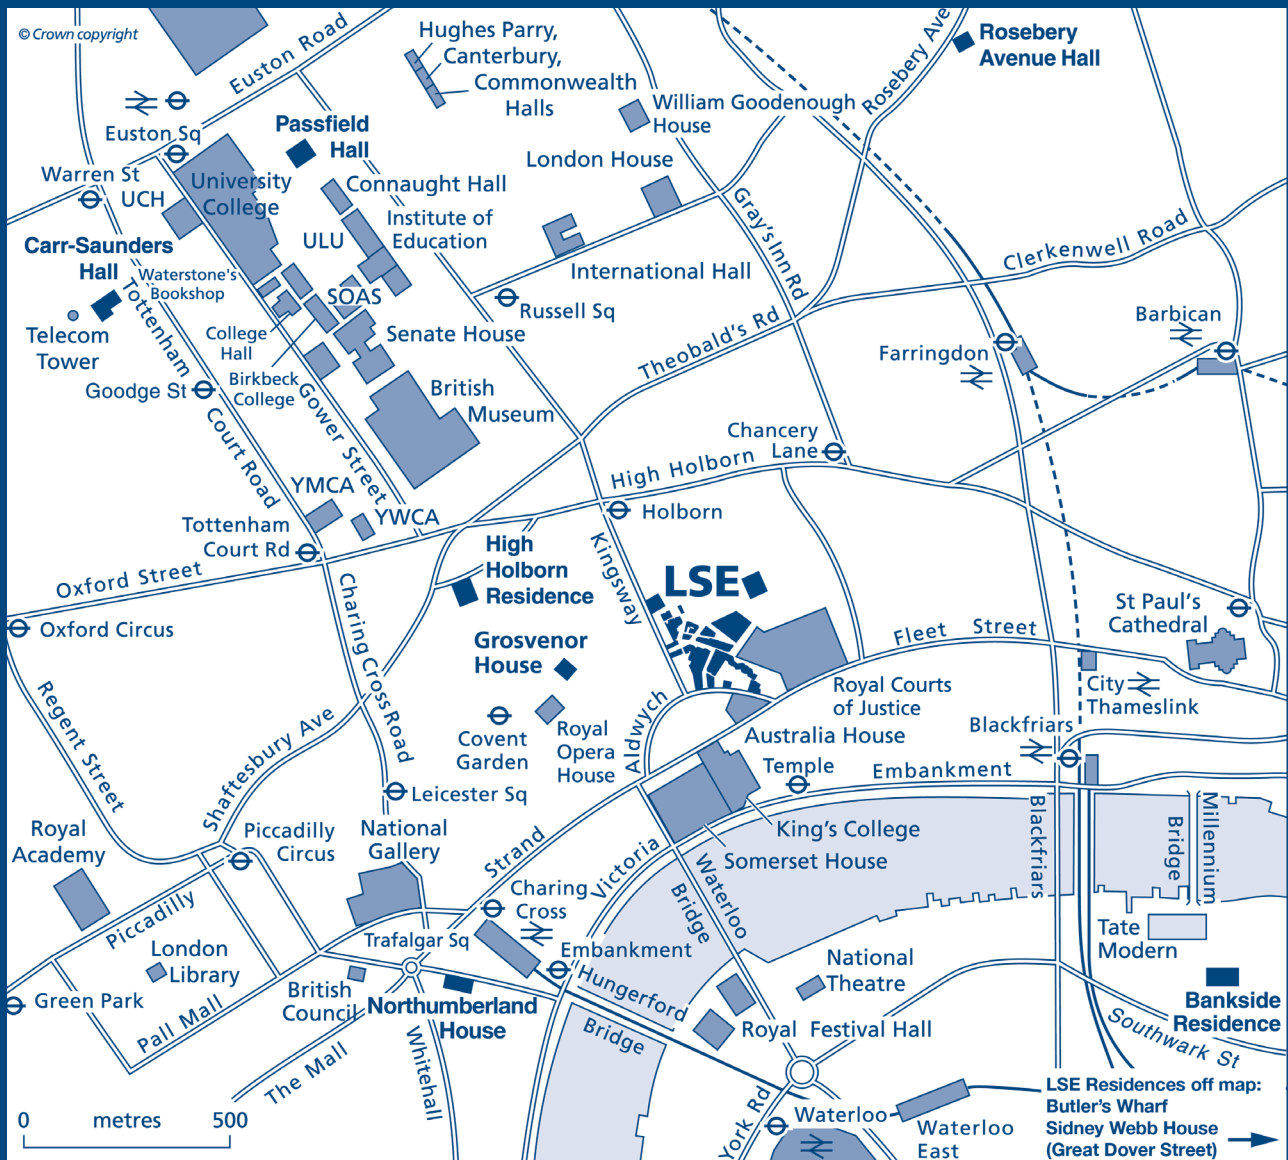 © Crown copyright
Euston Road
Hughes Parry,
Canterbury,
Commonwealth
Halls
Rosebery Ave
Rosebery
Avenue Hall
William Goodenough
House
Euston Sq
Passfield
Hall
London House
Warren St
UCH
University
College
Connaught Hall
Institute of
Education
ULU
Gray's Inn Rd
Clerkenwell Road
Carr-Saunders
Hall
Waterstone's
Bookshop
International Hall
SOAS
Russell Sq
Telecom
Tower
Tottenham
Court Road
College
Hall
Senate House
Theobald's Rd
Barbican
Farringdon
Goodge St
Birkbeck
College
Gower Street
British
Museum
Chancery
Lane
High Holborn
YMCA
YWCA
Holborn
Tottenham
Court Rd
High
Holborn
Residence
Kingsway
LSE
Oxford Street
Oxford Circus
Charing Cross Road
Grosvenor
House
Fleet Street
St Paul's
Cathedral
Regent Street
Shaftesbury Ave
Covent
Garden
Royal
Opera
House
Aldwych
Royal Courts
of Justice
City
Thameslink
Australia House
Blackfriars
Temple
Embankment
Leicester Sq
Royal
Academy
Piccadilly
Circus
National
Gallery
Strand
Victoria
King's College
Somerset House
Blackfriars
Millennium
Bridge
Piccadilly
Charing
Cross
Waterloo
Bridge
Tate
Modern
London
Library
Trafalgar Sq
Embankment
National
Theatre
Green Park
Pall Mall
British
Council
Northumberland
House
Hungerford
Bridge
Royal Festival Hall
Bankside
Residence
Southwark St
The Mall
Whitehall
York Rd
Waterloo
Waterloo
East
0 metres 500
LSE Residences off map:
Butler's Wharf
Sidney Webb House
(Great Dover Street)